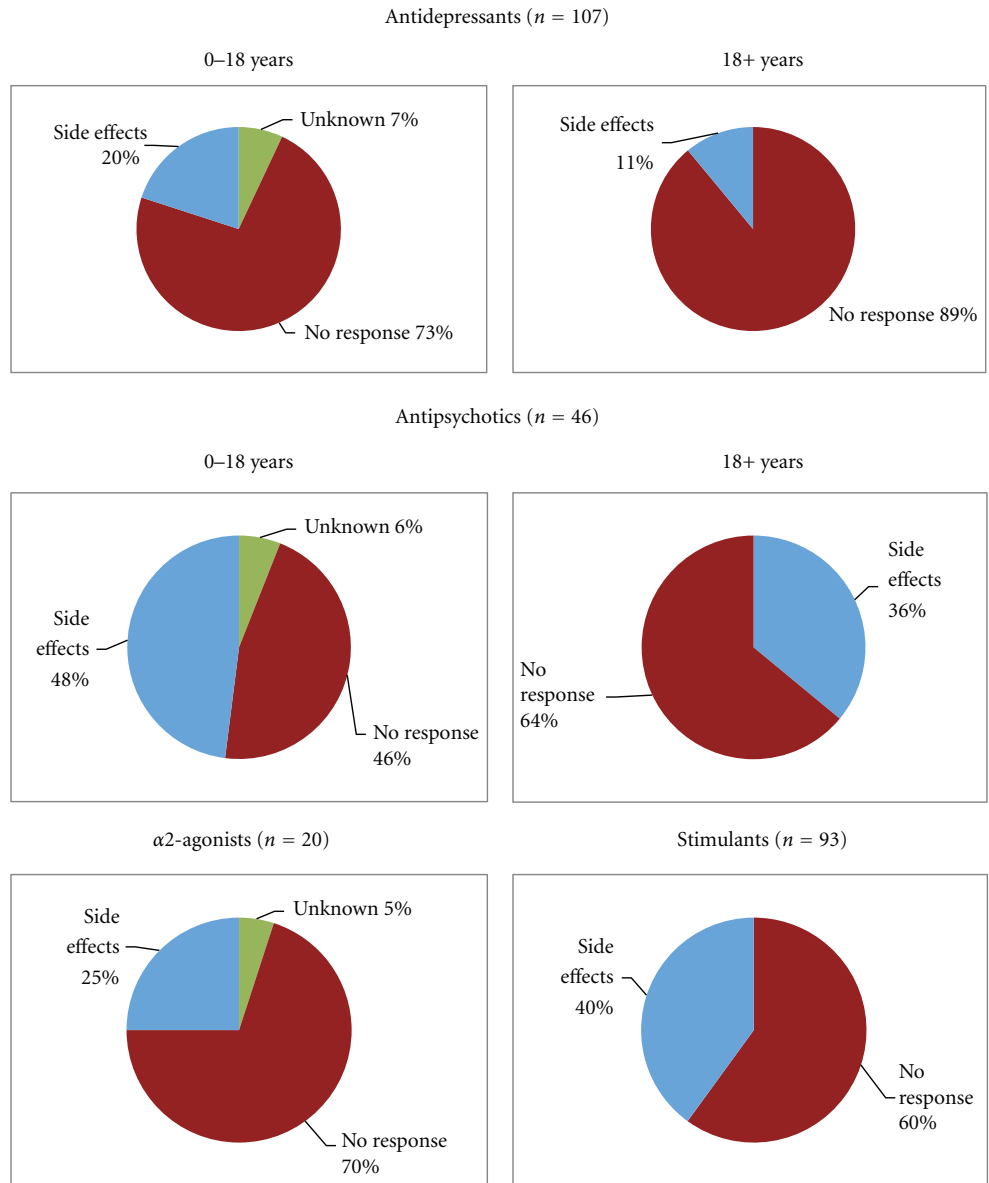 Antidepressants (n = 107)
0–18 years
18+ years
Side effects
20%
Unknown 7%
No response 73%
Side effects
11%
No response 89%
Antipsychotics (n = 46)
0–18 years
18+ years
Unknown 6%
Side
effects
48%
No response
46%
Side
effects
36%
No
response
64%
α2-agonists (n = 20)
Stimulants (n = 93)
Unknown 5%
Side
effects
25%
No response
70%
Side
effects
40%
No
response
60%